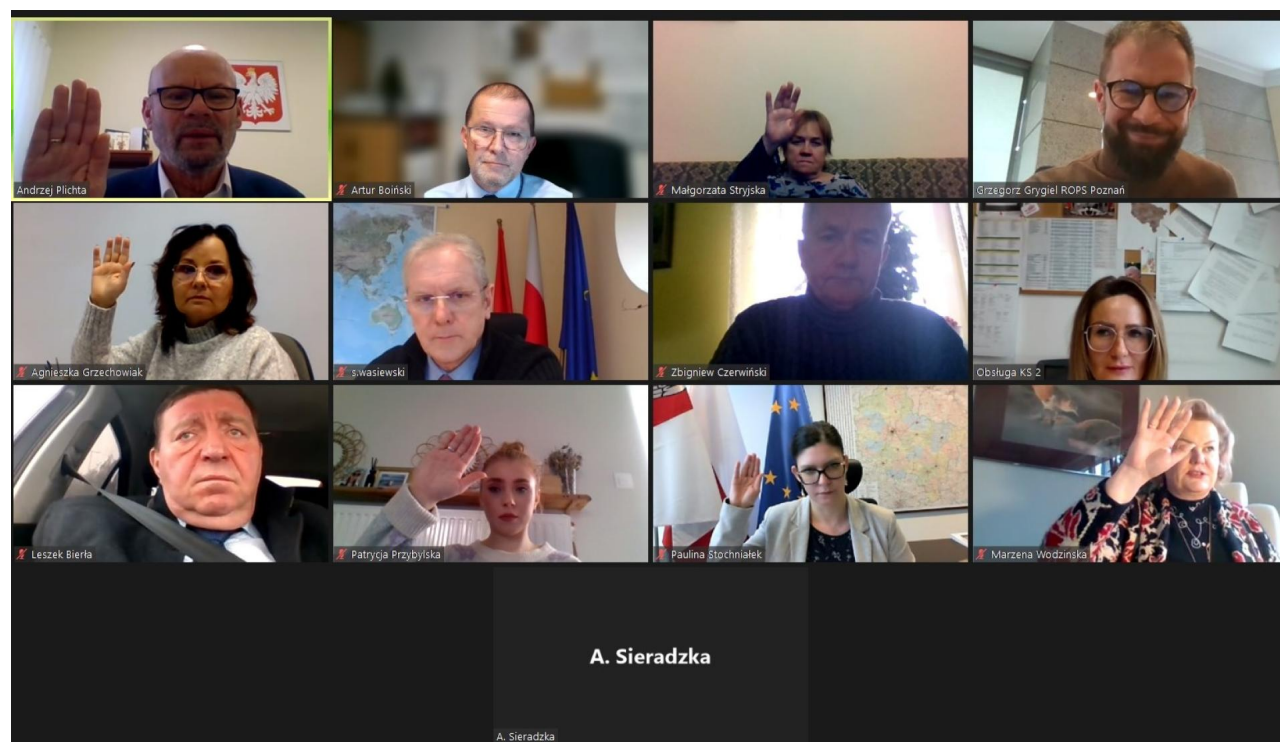 Andrzej Plichta
Artur Boiński
Małgorzata Stryjska
Grzegorz Grygiel ROPS Poznań
Agnieszka Grzechowiak
s.wasiewski
Zbigniew Czerwiński
Obsługa KS 2
Leszek Bierła
Patrycja Przybylska
Paulina Stochniałek
Marzena Wodzińska
A. Sieradzka
A. Sieradzka